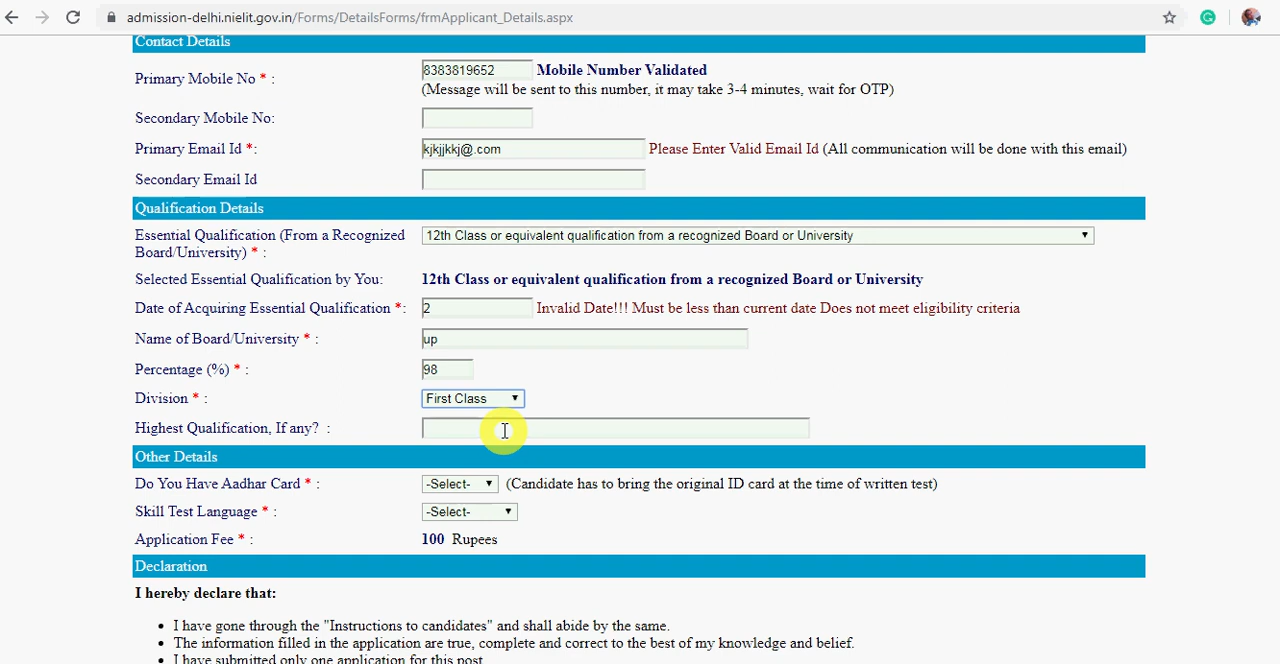 admission-delhi.nielit.gov.in/Forms/DetailsForms/frmApplicant_Details.aspx
Contact Details
Primary Mobile No * : 8383819652 Mobile Number Validated
(Message will be sent to this number, it may take 3-4 minutes, wait for OTP)
Secondary Mobile No:
Primary Email Id *: kjkjjkkj@.com Please Enter Valid Email Id (All communication will be done with this email)
Secondary Email Id
Qualification Details
Essential Qualification (From a Recognized Board/University) * : 12th Class or equivalent qualification from a recognized Board or University
Selected Essential Qualification by You: 12th Class or equivalent qualification from a recognized Board or University
Date of Acquiring Essential Qualification *: 2 Invalid Date!!! Must be less than current date Does not meet eligibility criteria
Name of Board/University * : up
Percentage (%) * : 98
Division * : First Class
Highest Qualification, If any? :
Other Details
Do You Have Aadhar Card * : -Select- (Candidate has to bring the original ID card at the time of written test)
Skill Test Language * : -Select-
Application Fee * : 100 Rupees
Declaration
I hereby declare that:
• I have gone through the "Instructions to candidates" and shall abide by the same.
• The information filled in the application are true, complete and correct to the best of my knowledge and belief.
• I have submitted only one application for this post